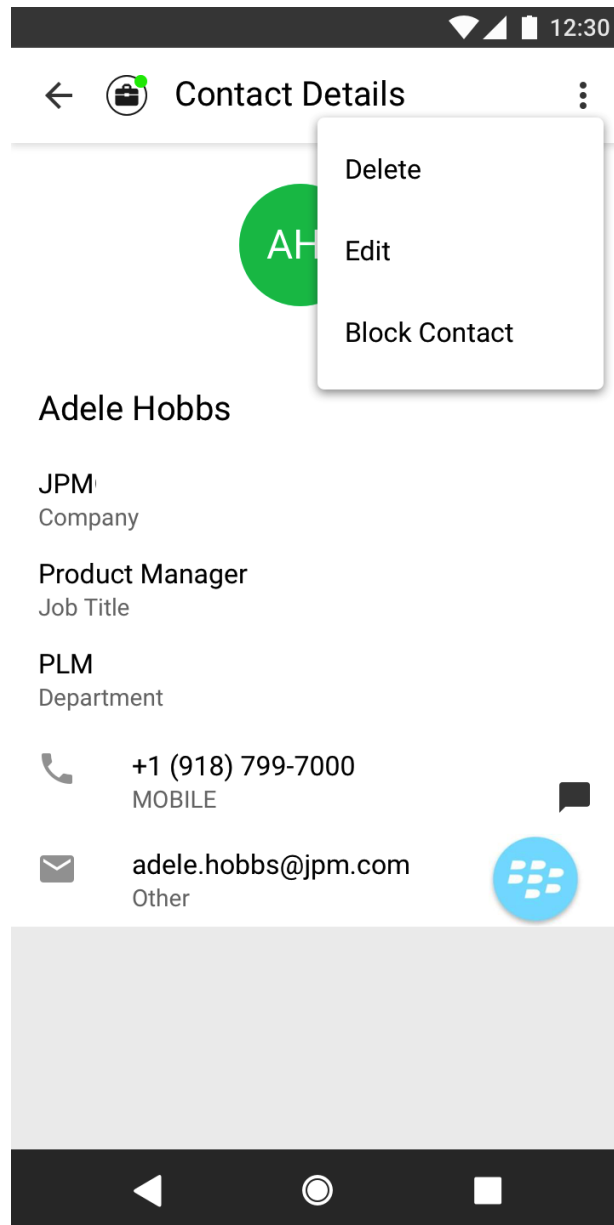 12:30
Contact Details
Delete
Edit
Block Contact
AH
Adele Hobbs
JPM
Company
Product Manager
Job Title
PLM
Department
+1 (918) 799-7000
MOBILE
adele.hobbs@jpm.com
Other